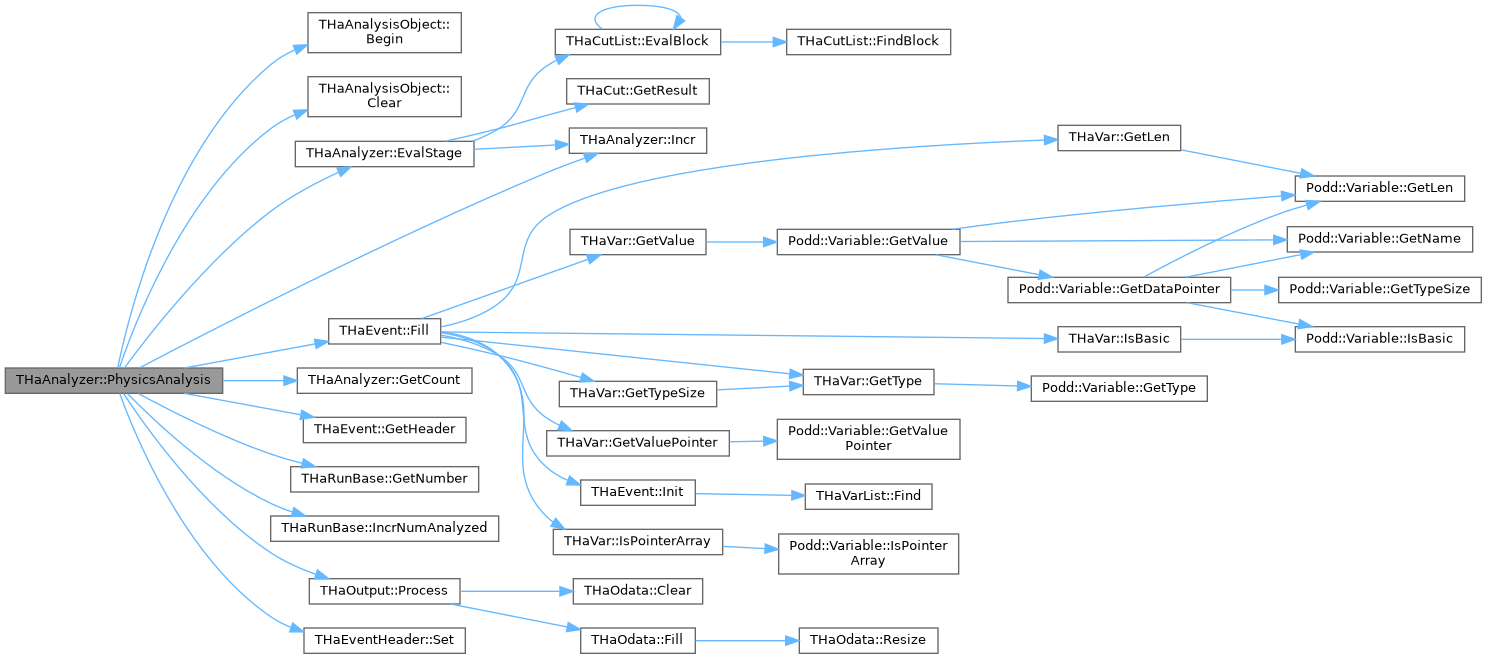 THaAnalyzer::PhysicsAnalysis
THaAnalysisObject::
Begin
THaAnalysisObject::
Clear
THaAnalyzer::EvalStage
THaEvent::Fill
THaAnalyzer::GetCount
THaEvent::GetHeader
THaRunBase::GetNumber
THaRunBase::IncrNumAnalyzed
THaOutput::Process
THaEventHeader::Set
THaCutList::EvalBlock
THaCut::GetResult
THaAnalyzer::Incr
THaVar::GetValue
THaVar::GetTypeSize
THaVar::GetValuePointer
THaEvent::Init
THaVar::IsPointerArray
THaOdata::Clear
THaOdata::Fill
THaCutList::FindBlock
Podd::Variable::GetValue
THaVar::GetType
Podd::Variable::GetValue
Pointer
THaVarList::Find
Podd::Variable::IsPointer
Array
THaOdata::Resize
THaVar::GetLen
Podd::Variable::GetDataPointer
THaVar::IsBasic
Podd::Variable::GetType
Podd::Variable::GetLen
Podd::Variable::GetName
Podd::Variable::GetTypeSize
Podd::Variable::IsBasic